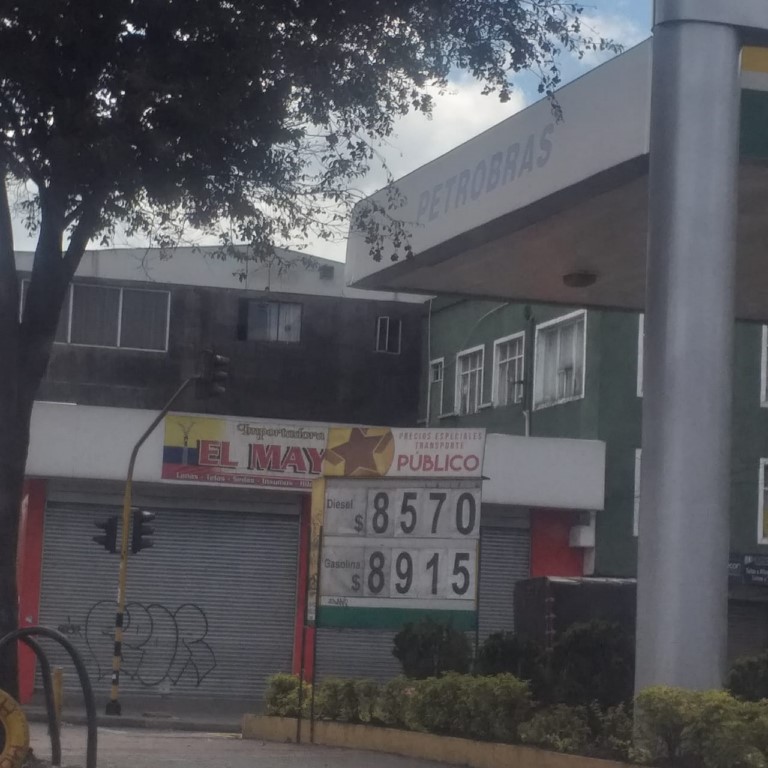 PETROBRAS
Importadora
EL MAY
PRECIOS ESPECIALES
TRANSPORTE
PÚBLICO
Diesel
$ 8570
Gasolina
$ 8915